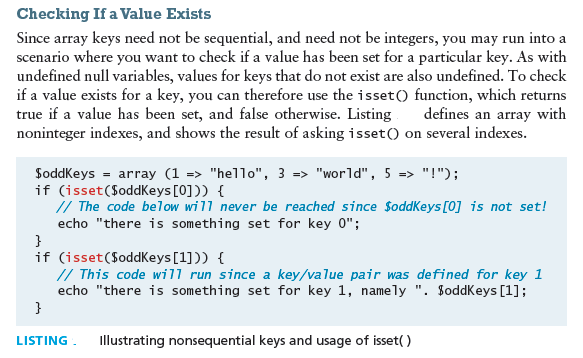 Checking If a Value Exists
Since array keys need not be sequential, and need not be integers, you may run into a
scenario where you want to check if a value has been set for a particular key. As with
undefined null variables, values for keys that do not exist are also undefined. To check
if a value exists for a key, you can therefore use the isset() function, which returns
true if a value has been set, and false otherwise. Listing defines an array with
noninteger indexes, and shows the result of asking isset() on several indexes.
$oddKeys = array (1 => "hello", 3 => "world", 5 => "!");
if (isset($oddKeys[0])) {
// The code below will never be reached since $oddKeys[0] is not set!
echo "there is something set for key 0";
}
if (isset($oddKeys[1])) {
// This code will run since a key/value pair was defined for key 1
echo "there is something set for key 1, namely ". $oddKeys[1];
}
LISTING . Illustrating nonsequential keys and usage of isset()